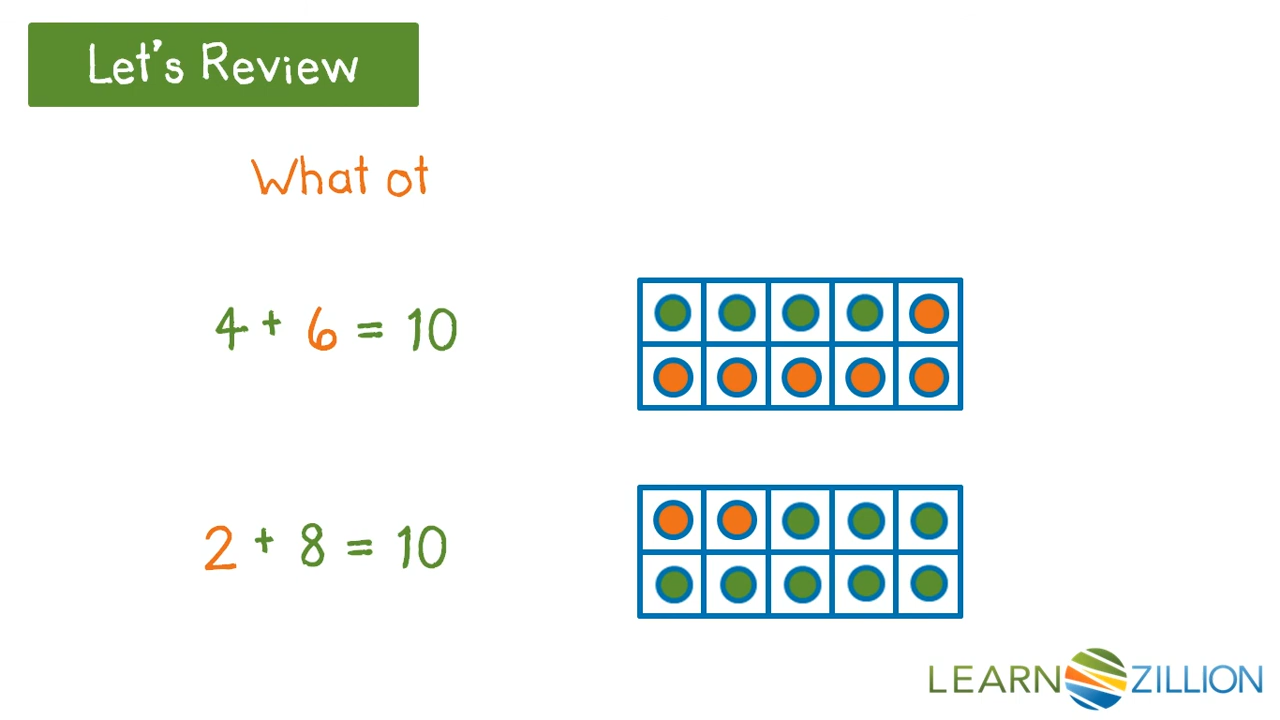 Let's Review
What ot
4 + 6 = 10
2 + 8 = 10
LEARNZILLION